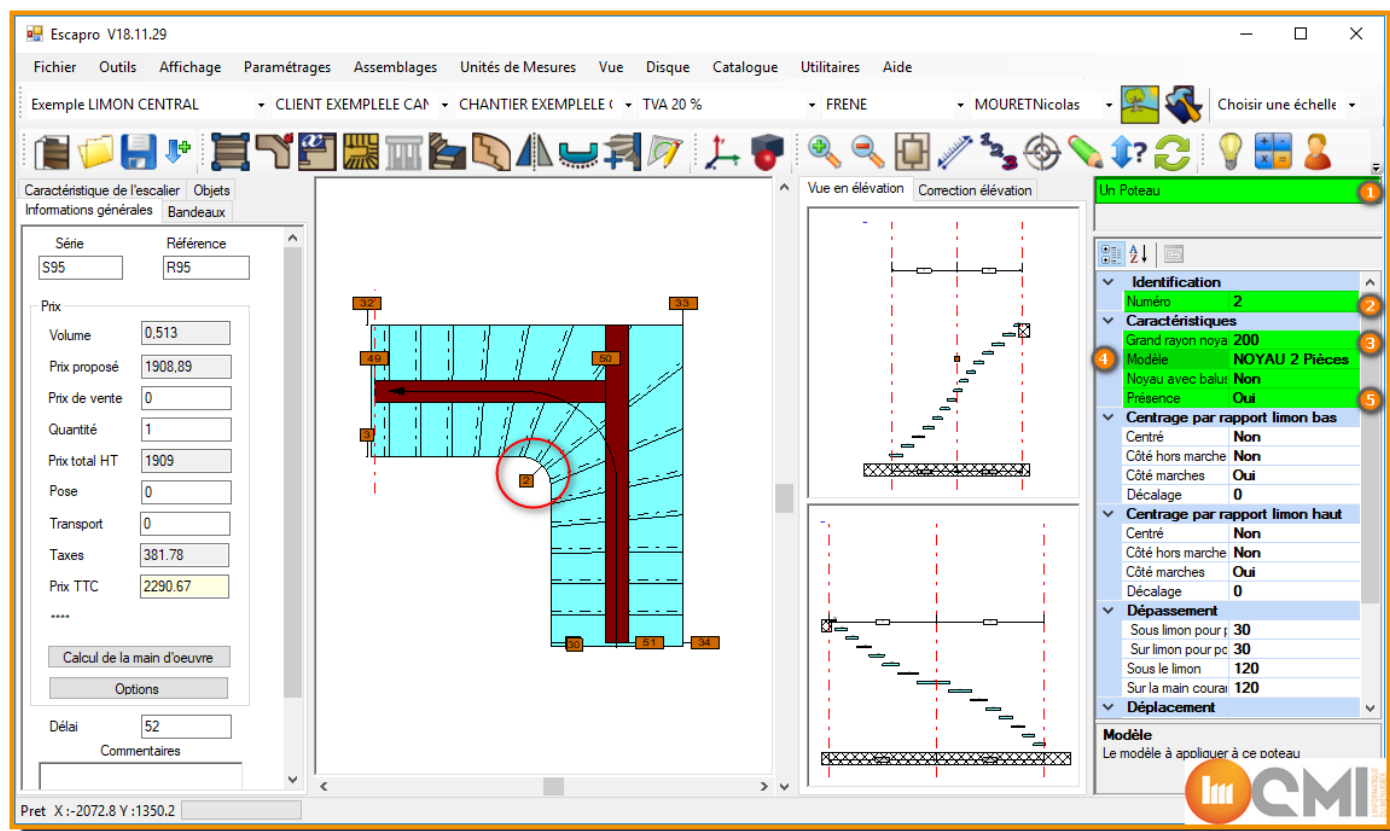 Escapro V18.11.29
Fichier Outils Affichage Paramétrages Assemblages Unités de Mesures Vue Disque Catalogue Utilitaires Aide
Exemple LIMON CENTRAL CLIENT EXEMPLELE CAN CHANTIER EXEMPLELE ( TVA 20 % FRENE MOURETNicolas Choisir une échelle
Caractéristique de l'escalier Objets
Informations générales Bandeaux
Série Référence
S95 R95
Prix
Volume 0,513
Prix proposé 1908,89
Prix de vente 0
Quantité 1
Prix total HT 1909
Pose 0
Transport 0
Taxes 381.78
Prix TTC 2290.67
****
Calcul de la main d'oeuvre
Options
Délai 52
Commentaires
Pret X :-2072.8 Y :1350.2
32 33
49 50
3
2
30 51 34
Vue en élévation Correction élévation
Un Poteau 1
Identification
Numéro 2 2
Caractéristiques
Grand rayon noya 200 3
4 Modèle NOYAU 2 Pièces
Noyau avec balus Non
Présence Oui 5
Centrage par rapport limon bas
Centré Non
Côté hors marche Non
Côté marches Oui
Décalage 0
Centrage par rapport limon haut
Centré Non
Côté hors marche Non
Côté marches Oui
Décalage 0
Dépassement
Sous limon pour p 30
Sur limon pour po 30
Sous le limon 120
Sur la main couran 120
Déplacement
Modèle
Le modèle à appliquer à ce poteau
CMI